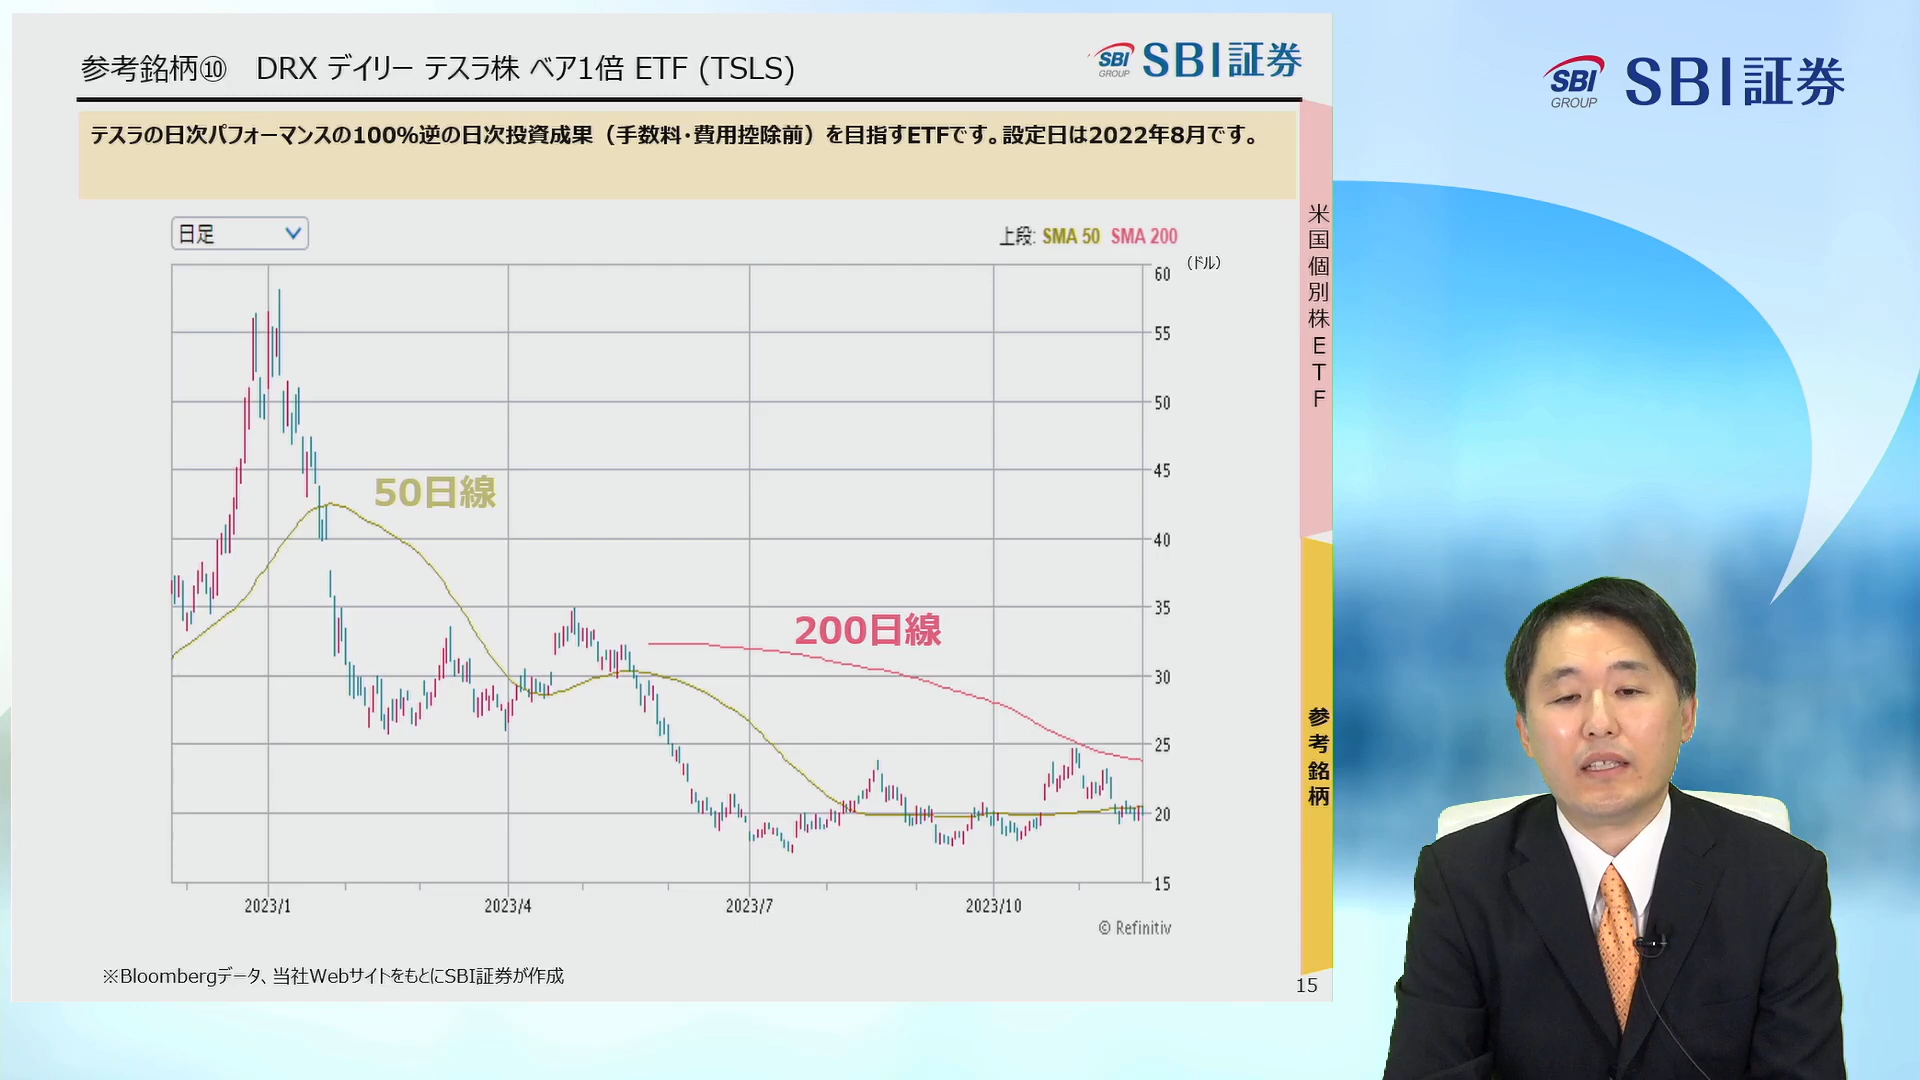 参考銘柄⑩ DRX デイリー テスラ株 ベア1倍 ETF (TSLS)
SBI GROUP SBI証券
テスラの日次パフォーマンスの100%逆の日次投資成果（手数料・費用控除前）を目指すETFです。設定日は2022年8月です。
日足
上段: SMA 50 SMA 200
(ドル)
60
55
50
45
40
35
30
25
20
15
50日線
200日線
2023/1
2023/4
2023/7
2023/10
© Refinitiv
※Bloombergデータ、当社WebサイトをもとにSBI証券が作成
15
米国個別株ETF
参考銘柄
SBI GROUP SBI証券